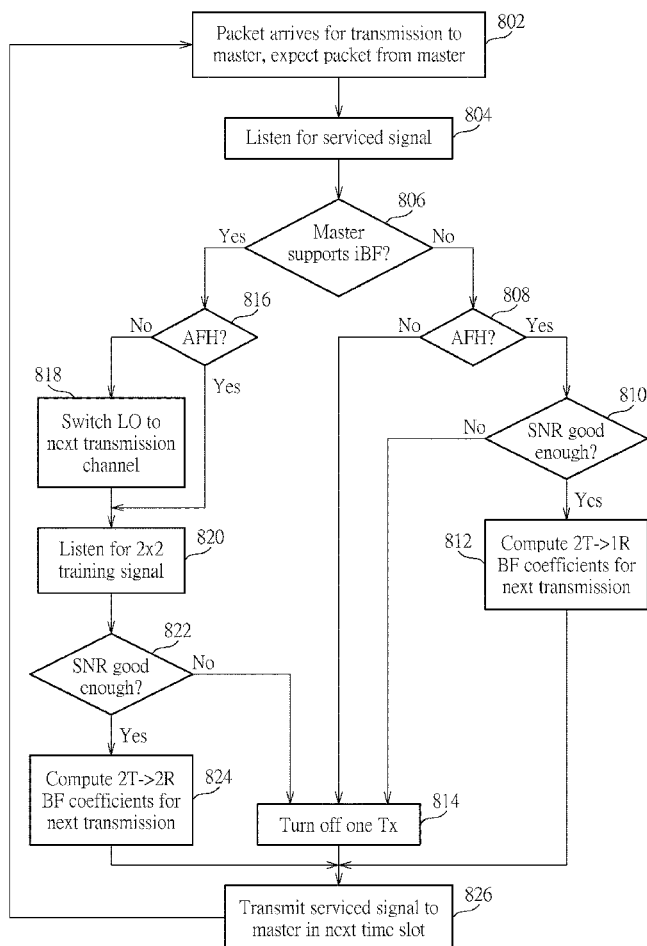 802
Packet arrives for transmission to
master, expect packet from master
804
Listen for serviced signal
806
Master
supports iBF?
Yes
No
816
AFH?
No
Yes
808
AFH?
No
Yes
818
Switch LO to
next transmission
channel
810
SNR good
enough?
No
Yes
820
Listen for 2x2
training signal
812
Compute 2T->1R
BF coefficients for
next transmission
822
SNR good
enough?
No
Yes
824
Compute 2T->2R
BF coefficients for
next transmission
814
Turn off one Tx
826
Transmit serviced signal to
master in next time slot